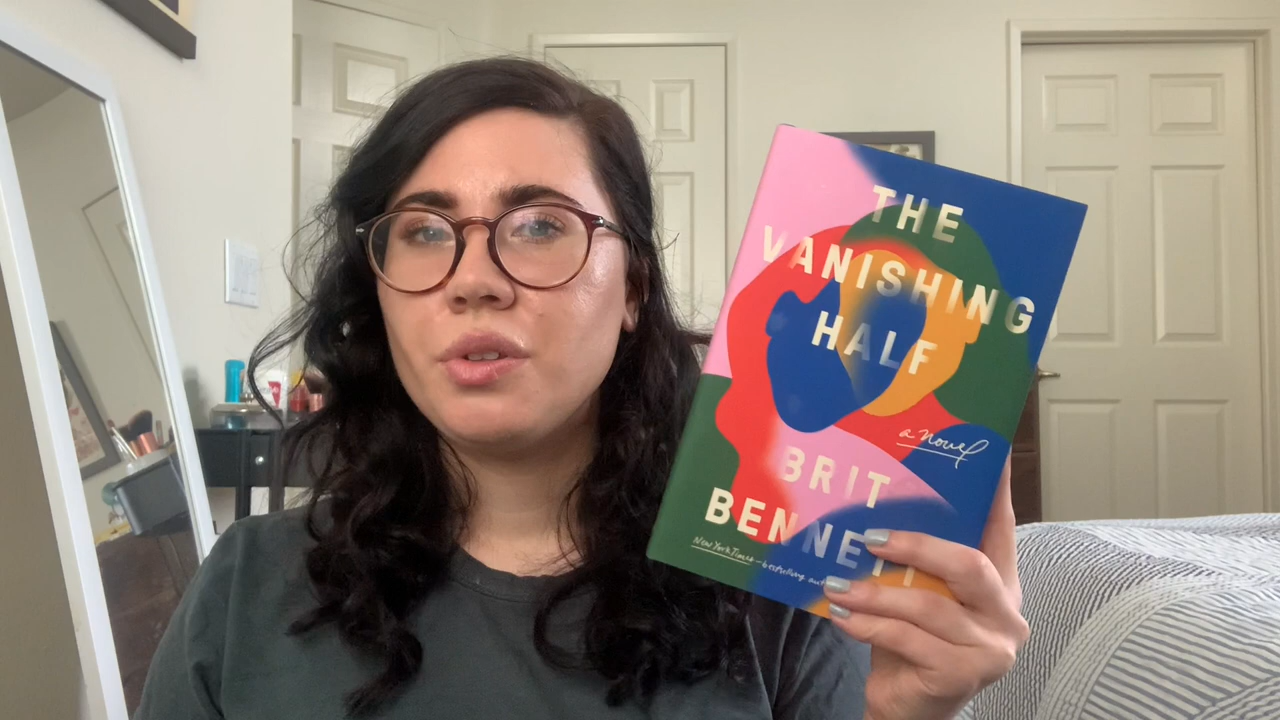 THE
VANISHING
HALF
a novel
BRIT
BENNETT
New York Times–bestselling